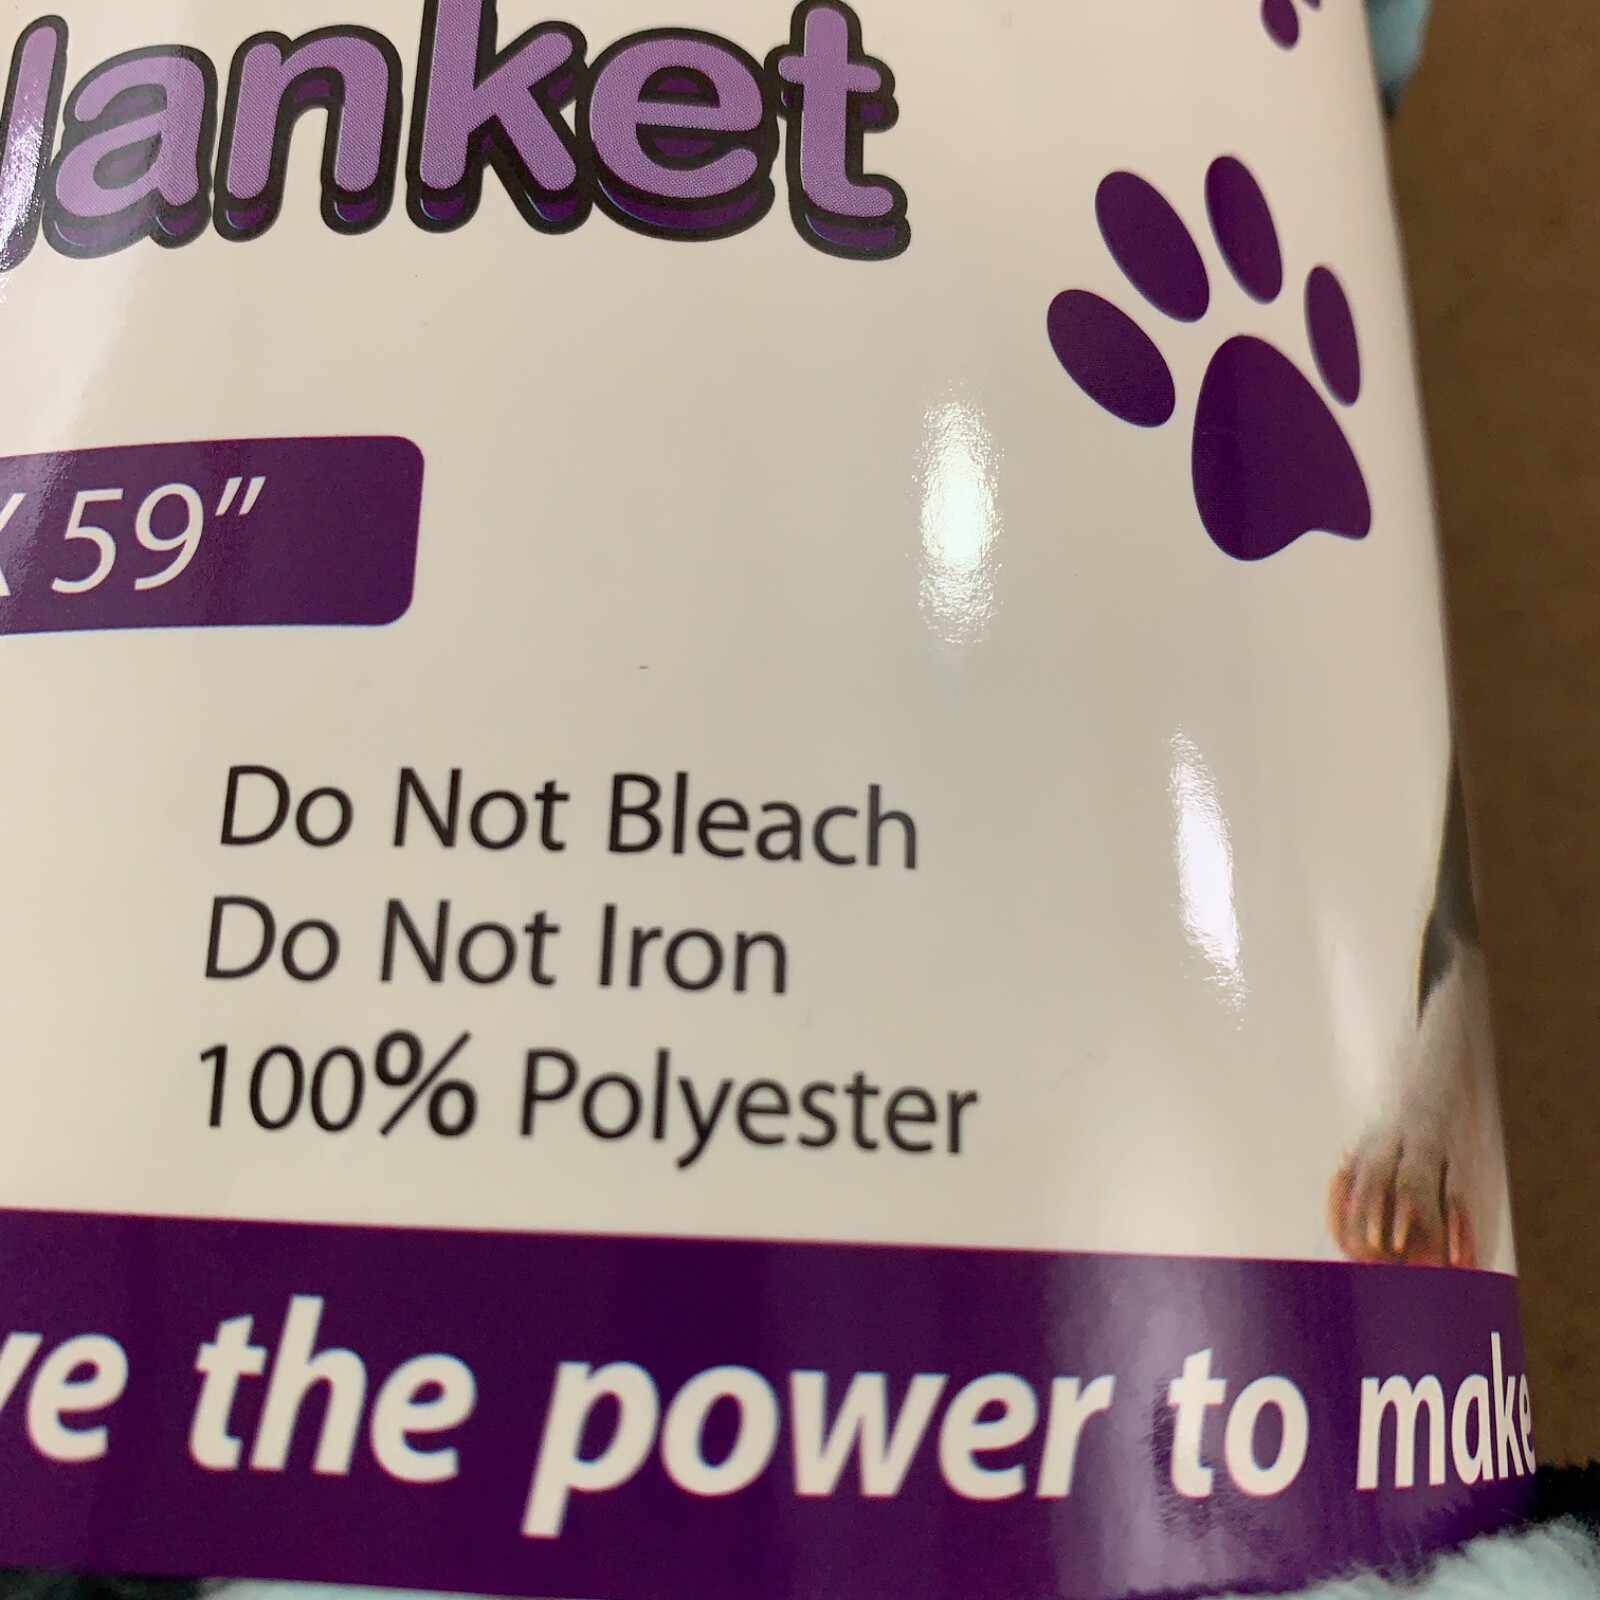 lanket
X 59"
Do Not Bleach
Do Not Iron
100% Polyester
ve the power to make